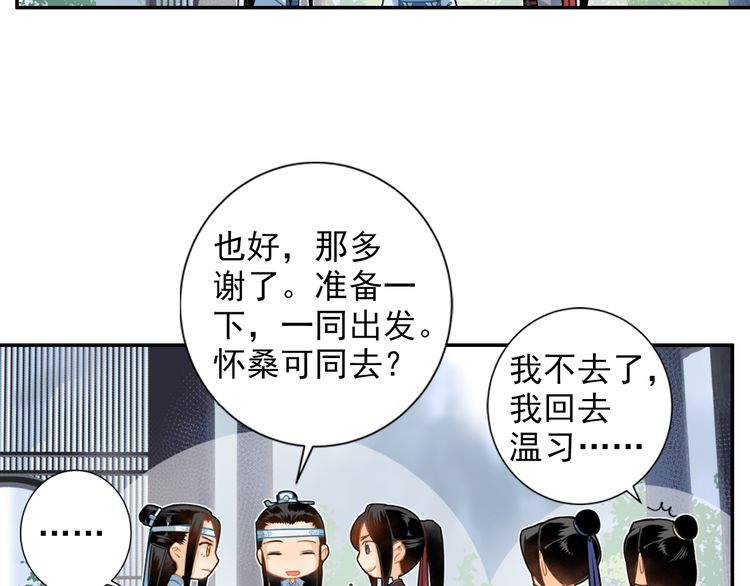 也好，那多
谢了。准备一
下，一同出发。
怀桑可同去？
我不去了，
我回去
温习……
……